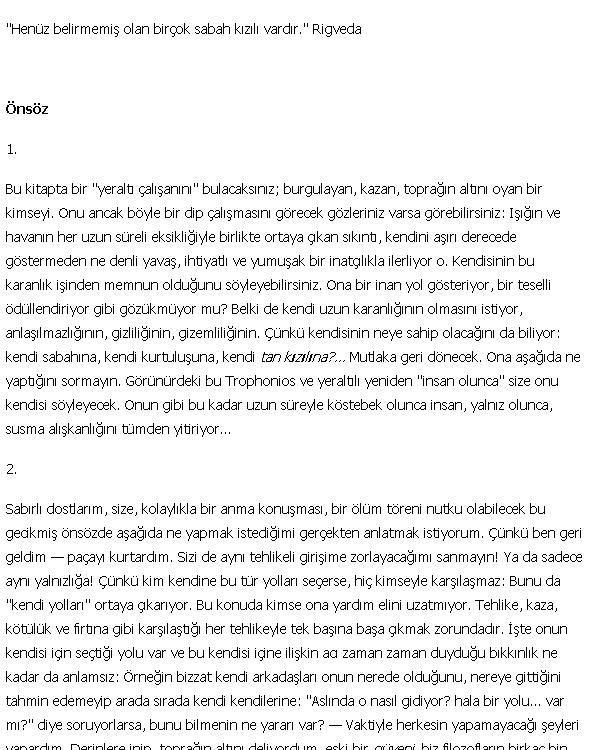 "Henüz belirmemiş olan birçok sabah kızılı vardır." Rigveda
Önsöz
1.
Bu kitapta bir "yeraltı çalışanını" bulacaksınız; burgulayan, kazan, toprağın altını oyan bir
kimseyi. Onu ancak böyle bir dip çalışmasını görecek gözleriniz varsa görebilirsiniz: Işığın ve
havanın her uzun süreli eksikliğiyle birlikte ortaya çıkan sıkıntı, kendini aşırı derecede
göstermeden ne denli yavaş, ihtiyatlı ve yumuşak bir inatçılıkla ilerliyor o. Kendisinin bu
karanlık işinden memnun olduğunu söyleyebilirsiniz. Ona bir inan yol gösteriyor, bir teselli
ödüllendiriyor gibi gözükmüyor mu? Belki de kendi uzun karanlığının olmasını istiyor,
anlaşılmazlığının, gizliliğinin, gizemliliğinin. Çünkü kendisinin neye sahip olacağını da biliyor:
kendi sabahına, kendi kurtuluşuna, kendi tan kızılına?... Mutlaka geri dönecek. Ona aşağıda ne
yaptığını sormayın. Görünürdeki bu Trophonios ve yeraltılı yeniden "insan olunca" size onu
kendisi söyleyecek. Onun gibi bu kadar uzun süreyle köstebek olunca insan, yalnız olunca,
susma alışkanlığını tümden yitiriyor...
2.
Sabırlı dostlarım, size, kolaylıkla bir anma konuşması, bir ölüm töreni nutku olabilecek bu
gecikmiş önsözde aşağıda ne yapmak istediğimi gerçekten anlatmak istiyorum. Çünkü ben geri
geldim — paçayı kurtardım. Sizi de aynı tehlikeli girişime zorlayacağımı sanmayın! Ya da sadece
aynı yalnızlığa! Çünkü kim kendine bu tür yolları seçerse, hiç kimseyle karşılaşmaz: Bunu da
"kendi yolları" ortaya çıkarıyor. Bu konuda kimse ona yardım elini uzatmıyor. Tehlike, kaza,
kötülük ve fırtına gibi karşılaştığı her tehlikeyle tek başına başa çıkmak zorundadır. İşte onun
kendisi için seçtiği yolu var ve bu kendisi içine ilişkin acı zaman zaman duyduğu bıkkınlık ne
kadar da anlamsız: Örneğin bizzat kendi arkadaşları onun nerede olduğunu, nereye gittiğini
tahmin edemeyip arada sırada kendi kendilerine: "Aslında o nasıl gidiyor? hala bir yolu... var
mı?" diye soruyorlarsa, bunu bilmenin ne yararı var? — Vaktiyle herkesin yapamayacağı şeyleri
yapardım. Derinlere inip, toprağın altını deliyordum, eski bir güveni, biz filozofların birkaç bin